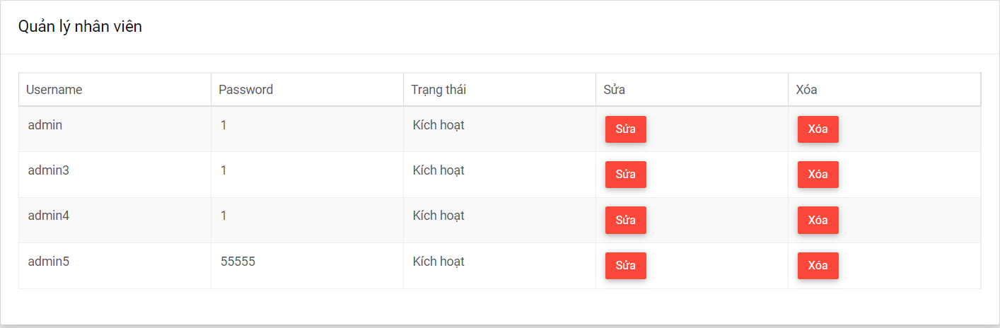 Quản lý nhân viên
Username Password Trạng thái Sửa Xóa
admin 1 Kích hoạt Sửa Xóa
admin3 1 Kích hoạt Sửa Xóa
admin4 1 Kích hoạt Sửa Xóa
admin5 55555 Kích hoạt Sửa Xóa